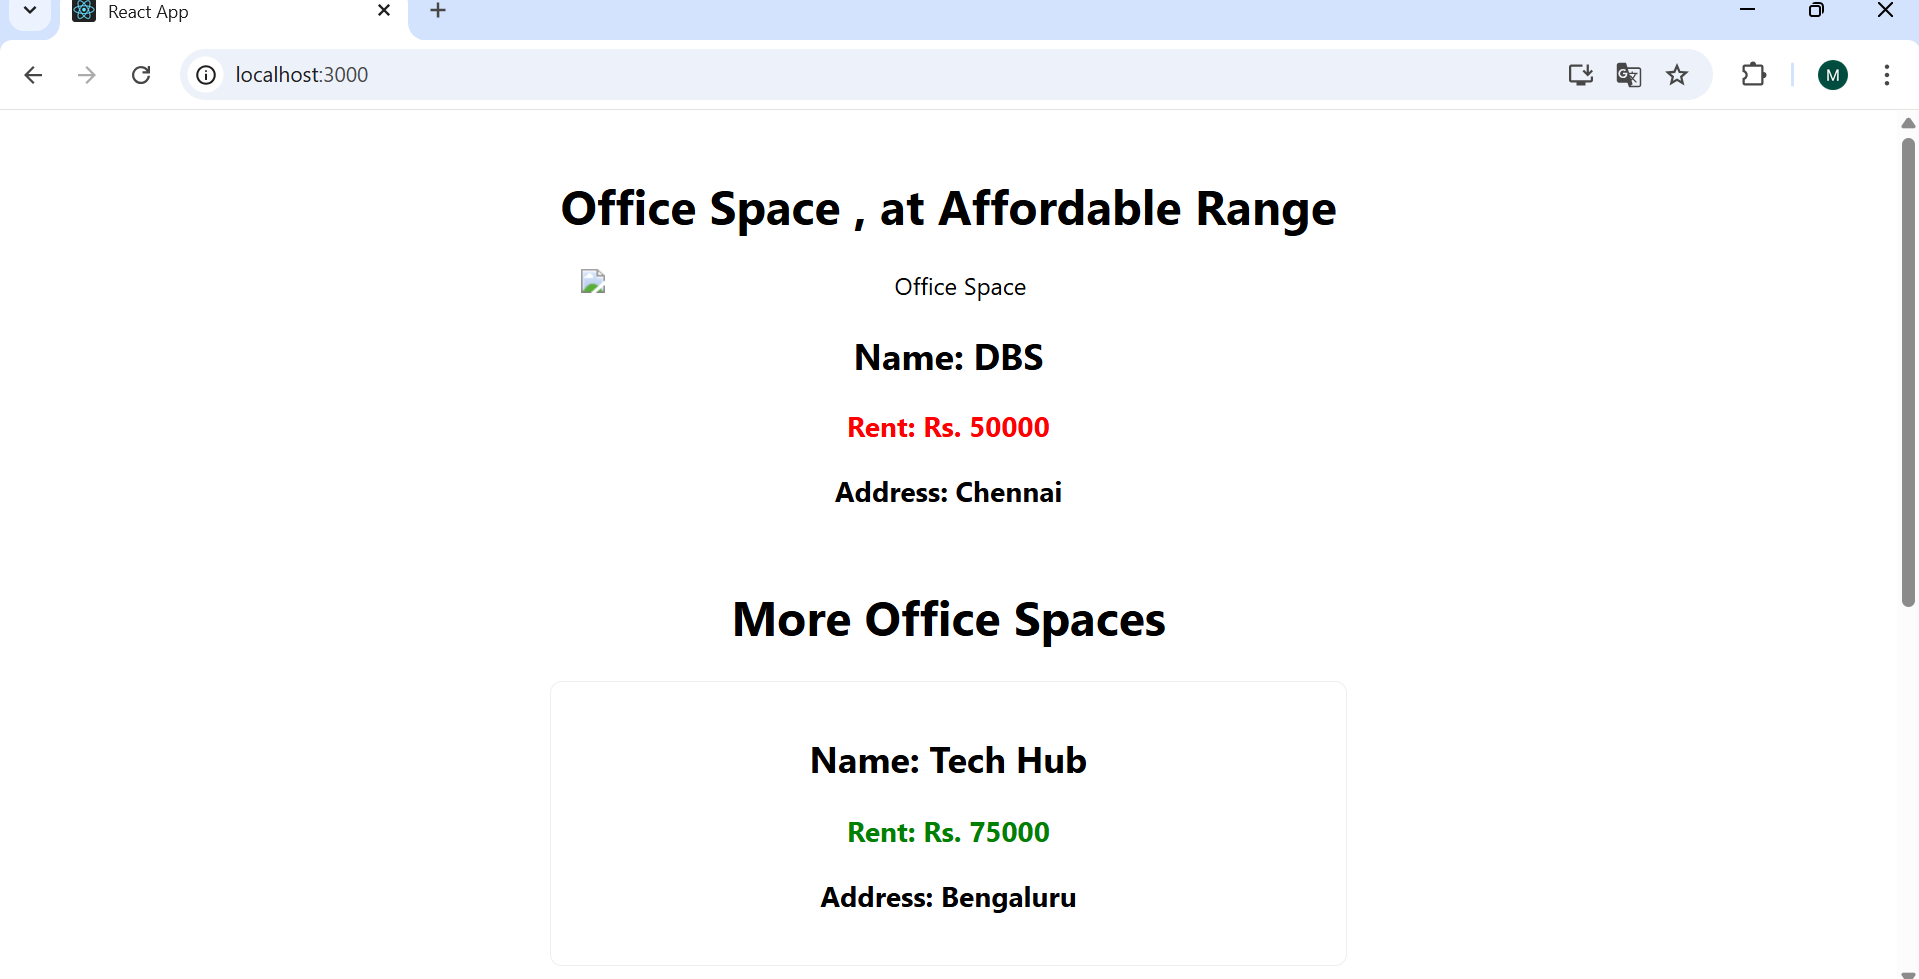 React App
localhost:3000
M
Office Space , at Affordable Range
Office Space
Name: DBS
Rent: Rs. 50000
Address: Chennai
More Office Spaces
Name: Tech Hub
Rent: Rs. 75000
Address: Bengaluru